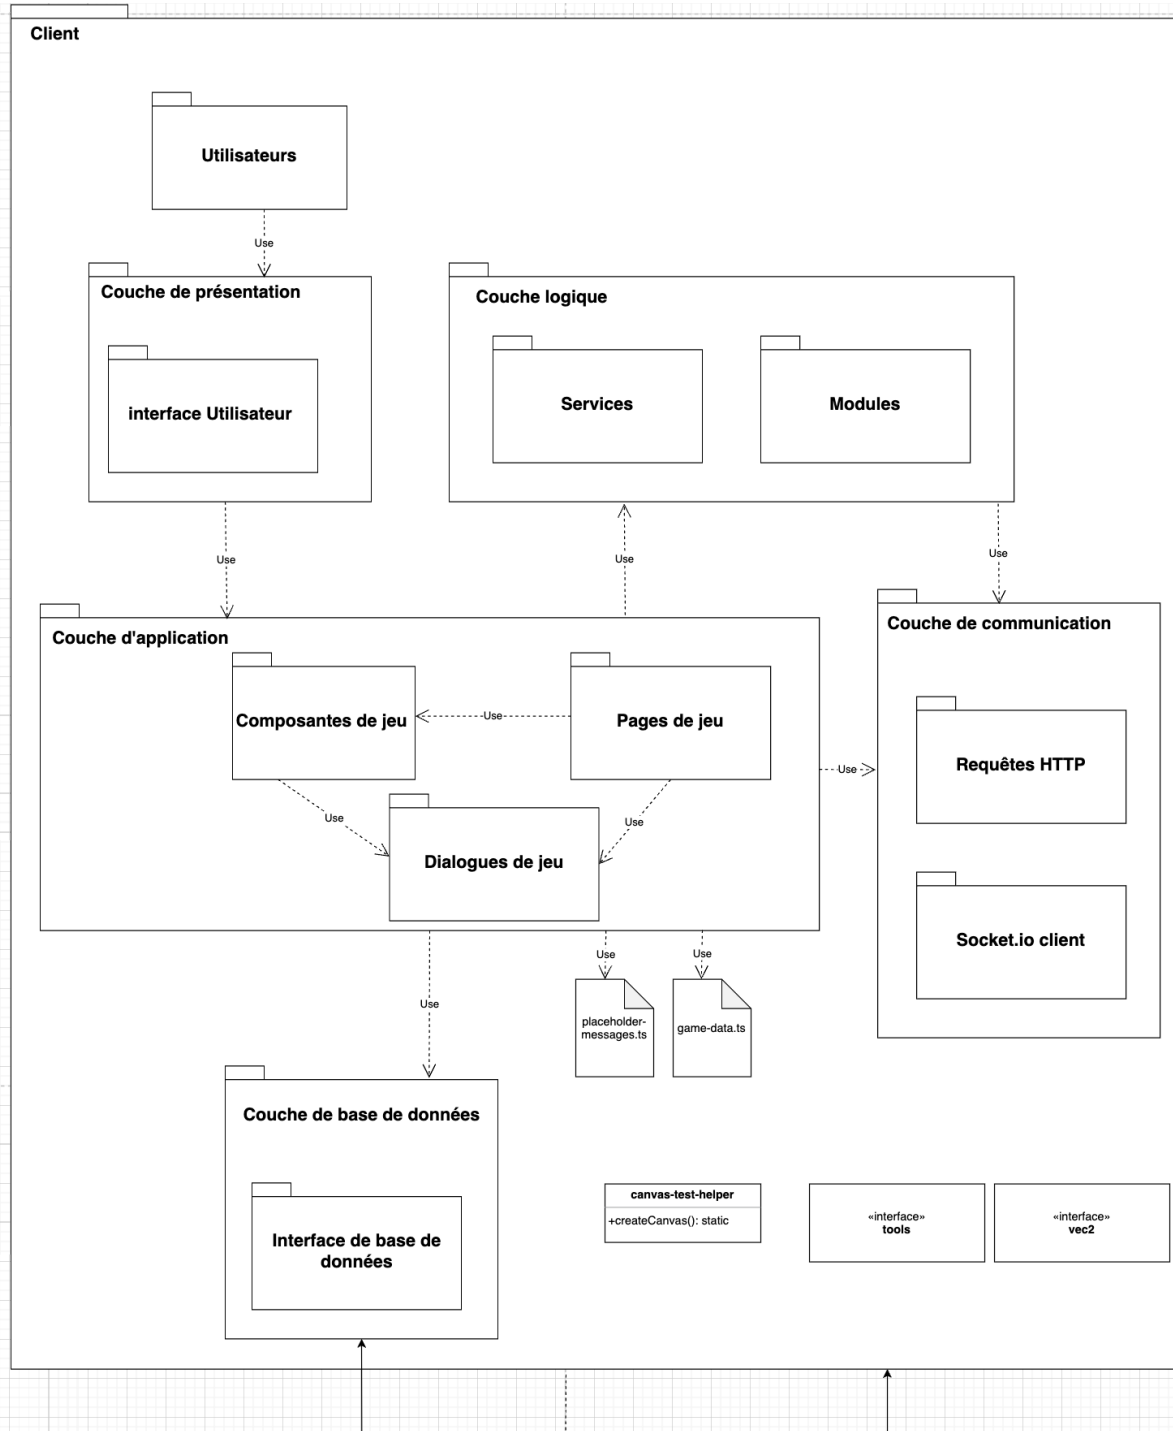 Client
Utilisateurs
Use
Couche de présentation
interface Utilisateur
Couche logique
Services
Modules
Use
Use
Use
Couche d'application
Composantes de jeu
Use
Pages de jeu
Use
Use
Dialogues de jeu
Use
Couche de communication
Requêtes HTTP
Socket.io client
Use
Use
Use
placeholder-
messages.ts
game-data.ts
Couche de base de données
Interface de base de
données
canvas-test-helper
+createCanvas(): static
«interface»
tools
«interface»
vec2